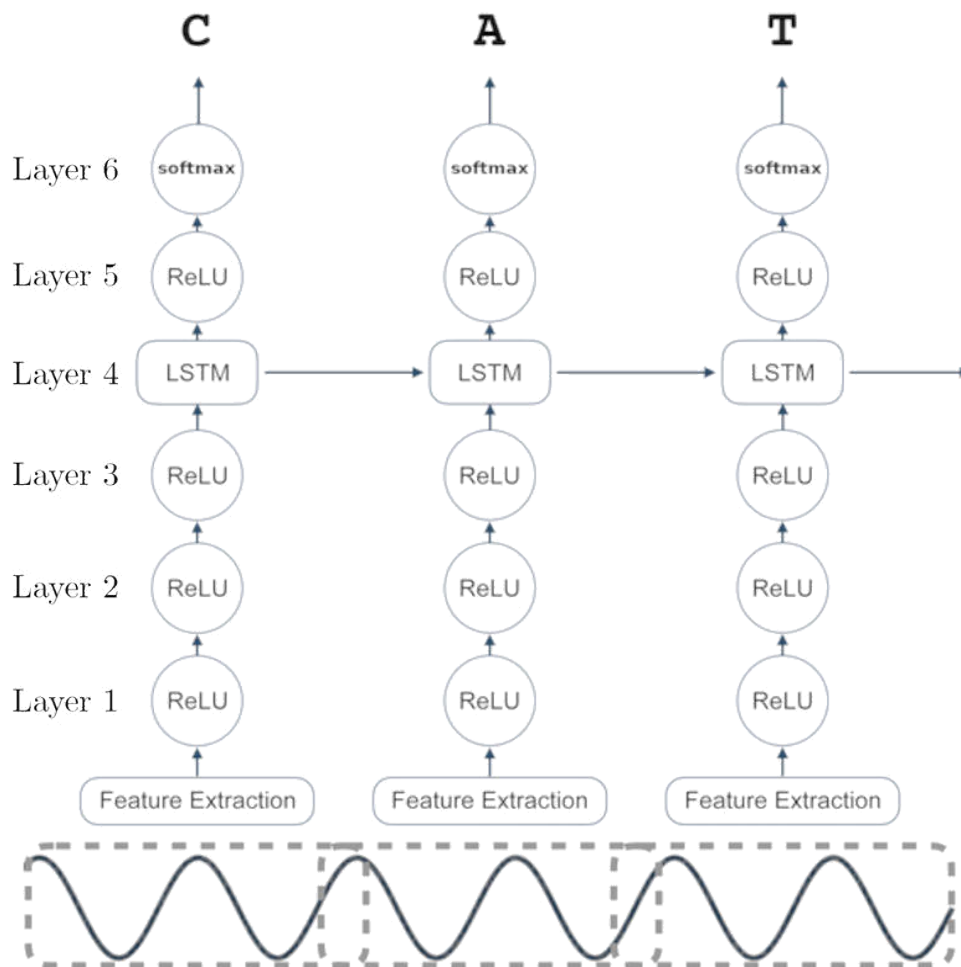 C A T
Layer 6 softmax softmax softmax
Layer 5 ReLU ReLU ReLU
Layer 4 LSTM LSTM LSTM
Layer 3 ReLU ReLU ReLU
Layer 2 ReLU ReLU ReLU
Layer 1 ReLU ReLU ReLU
Feature Extraction Feature Extraction Feature Extraction